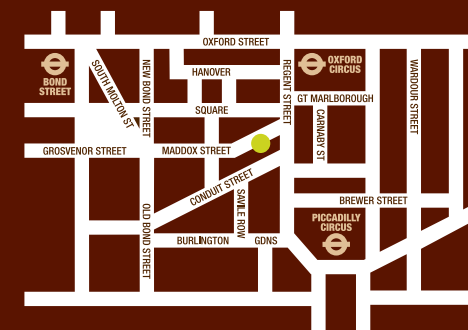 OXFORD STREET
BOND
STREET
SOUTH MOLTON ST
NEW BOND STREET
HANOVER
REGENT STREET
OXFORD
CIRCUS
WARDOUR STREET
GT MARLBOROUGH
SQUARE
CARNABY ST
GROSVENOR STREET
MADDOX STREET
CONDUIT STREET
SAVILE ROW
BREWER STREET
OLD BOND STREET
PICCADILLY
CIRCUS
BURLINGTON GDNS